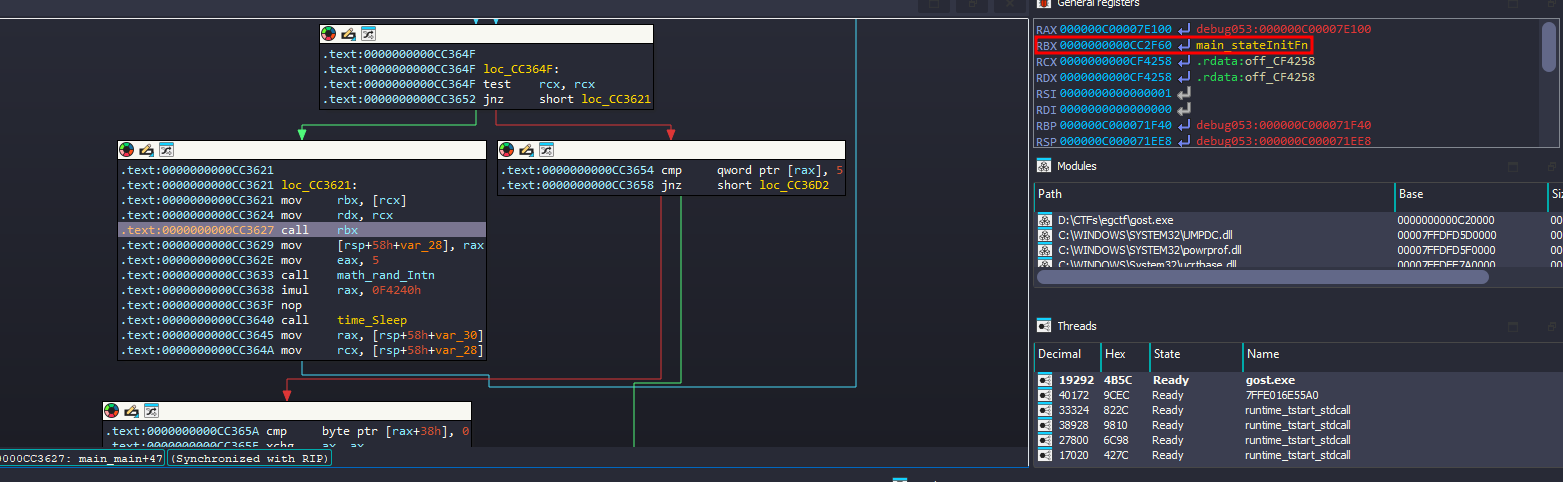 General registers
.text:0000000000CC364F
.text:0000000000CC364F loc_CC364F:
.text:0000000000CC364F test rcx, rcx
.text:0000000000CC3652 jnz short loc_CC3621
.text:0000000000CC3621
.text:0000000000CC3621 loc_CC3621:
.text:0000000000CC3621 mov rbx, [rcx]
.text:0000000000CC3624 mov rdx, rcx
.text:0000000000CC3627 call rbx
.text:0000000000CC3629 mov [rsp+58h+var_28], rax
.text:0000000000CC362E mov eax, 5
.text:0000000000CC3633 call math_rand_Intn
.text:0000000000CC3638 imul rax, 0F4240h
.text:0000000000CC363F nop
.text:0000000000CC3640 call time_Sleep
.text:0000000000CC3645 mov rax, [rsp+58h+var_30]
.text:0000000000CC364A mov rcx, [rsp+58h+var_28]
.text:0000000000CC3654 cmp qword ptr [rax], 5
.text:0000000000CC3658 jnz short loc_CC36D2
.text:0000000000CC365A cmp byte ptr [rax+38h], 0
.text:0000000000CC365E xchg ax, ax
0000CC3627: main_main+47 (Synchronized with RIP)
RAX 000000C00007E100 debug053:000000C00007E100
RBX 0000000000CC2F60 main_stateInitFn
RCX 0000000000CF4258 .rdata:off_CF4258
RDX 0000000000CF4258 .rdata:off_CF4258
RSI 0000000000000001
RDI 0000000000000000
RBP 000000C000071F40 debug053:000000C000071F40
RSP 000000C000071EE8 debug053:000000C000071EE8
Modules
Path Base Siz
D:\CTFs\egctf\gost.exe 0000000000C20000 00
C:\WINDOWS\SYSTEM32\UMPDC.dll 00007FFDFD5D0000 00
C:\WINDOWS\SYSTEM32\powrprof.dll 00007FFDFD5F0000 00
C:\WINDOWS\System32\ucrtbase.dll 00007FFDFE7A0000 00
Threads
Decimal Hex State Name
19292 4B5C Ready gost.exe
40172 9CEC Ready 7FFE016E55A0
33324 822C Ready runtime_tstart_stdcall
38928 9810 Ready runtime_tstart_stdcall
27800 6C98 Ready runtime_tstart_stdcall
17020 427C Ready runtime_tstart_stdcall